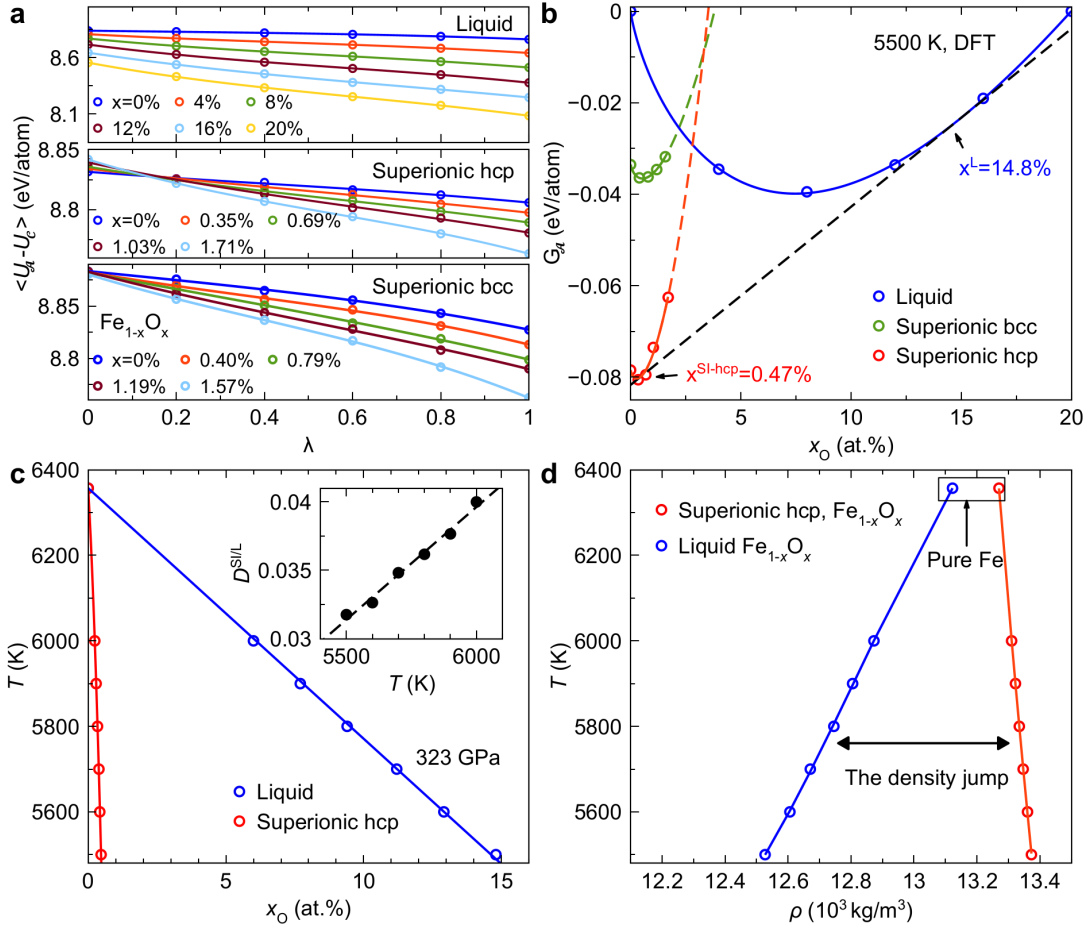 a
Liquid
8.6
8.1
x=0% 4% 8%
12% 16% 20%
8.85
Superionic hcp
8.8
x=0% 0.35% 0.69%
1.03% 1.71%
Superionic bcc
8.85
Fe₁₋ₓOₓ
8.8
x=0% 0.40% 0.79%
1.19% 1.57%
<U𝒜-U𝒞> (eV/atom)
0 0.2 0.4 0.6 0.8 1
λ
b
5500 K, DFT
0
−0.02
−0.04
−0.06
−0.08
G𝒜 (eV/atom)
xᴸ=14.8%
Liquid
Superionic bcc
Superionic hcp
x^SI-hcp=0.47%
0 5 10 15 20
x_O (at.%)
c
6400
6200
6000
5800
5600
T (K)
0.04
0.035
0.03
D^SI/L
5500 6000
T (K)
323 GPa
Liquid
Superionic hcp
0 5 10 15
x_O (at.%)
d
6400
6200
6000
5800
5600
T (K)
Superionic hcp, Fe₁₋ₓOₓ
Liquid Fe₁₋ₓOₓ
Pure Fe
The density jump
12.2 12.4 12.6 12.8 13 13.2 13.4
ρ (10³ kg/m³)